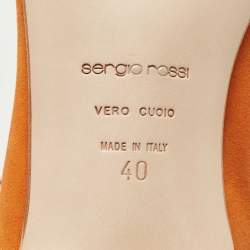 sergio rossi
VERO CUOIO
MADE IN ITALY
40